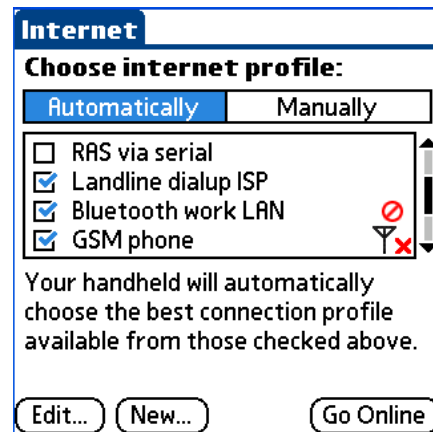 Internet
Choose internet profile:
Automatically Manually
RAS via serial
Landline dialup ISP
Bluetooth work LAN
GSM phone
Your handheld will automatically
choose the best connection profile
available from those checked above.
Edit... New... Go Online